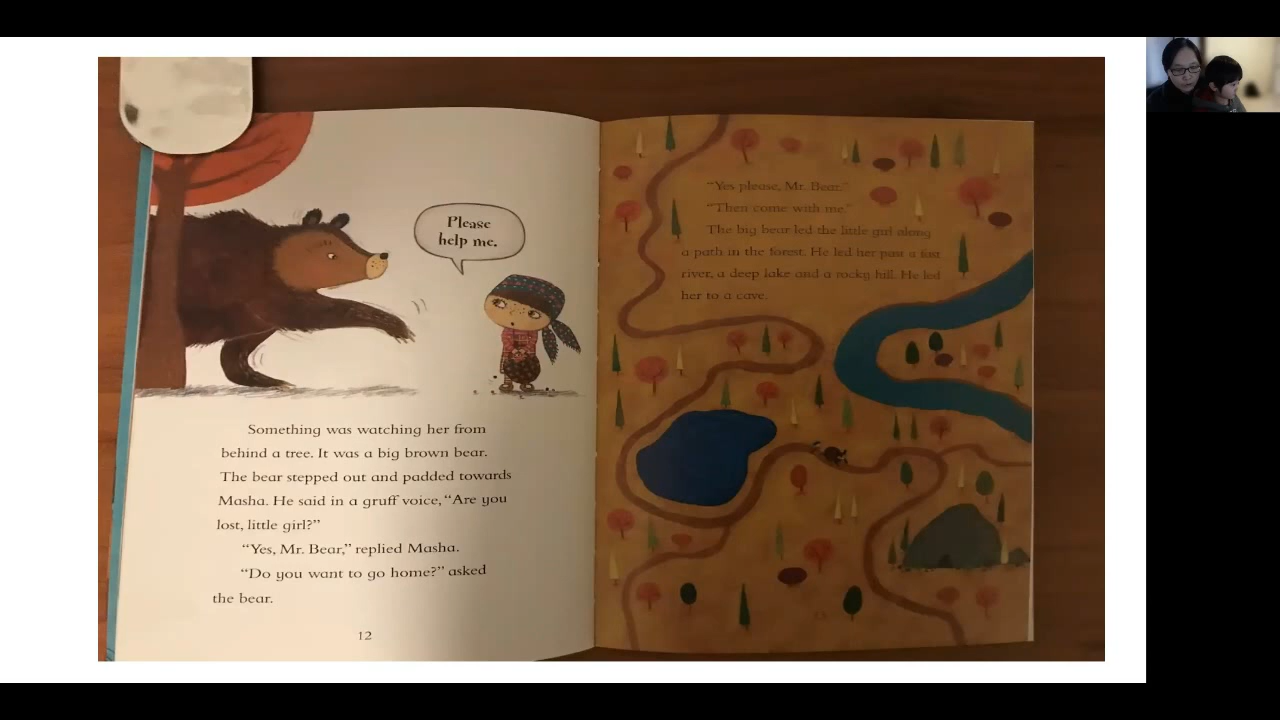 Please
help me.
Something was watching her from
behind a tree. It was a big brown bear.
The bear stepped out and padded towards
Masha. He said in a gruff voice, “Are you
lost, little girl?”
“Yes, Mr. Bear,” replied Masha.
“Do you want to go home?” asked
the bear.
12
“Yes please, Mr. Bear.”
“Then come with me.”
The big bear led the little girl along
a path in the forest. He led her past a fast
river, a deep lake and a rocky hill. He led
her to a cave.